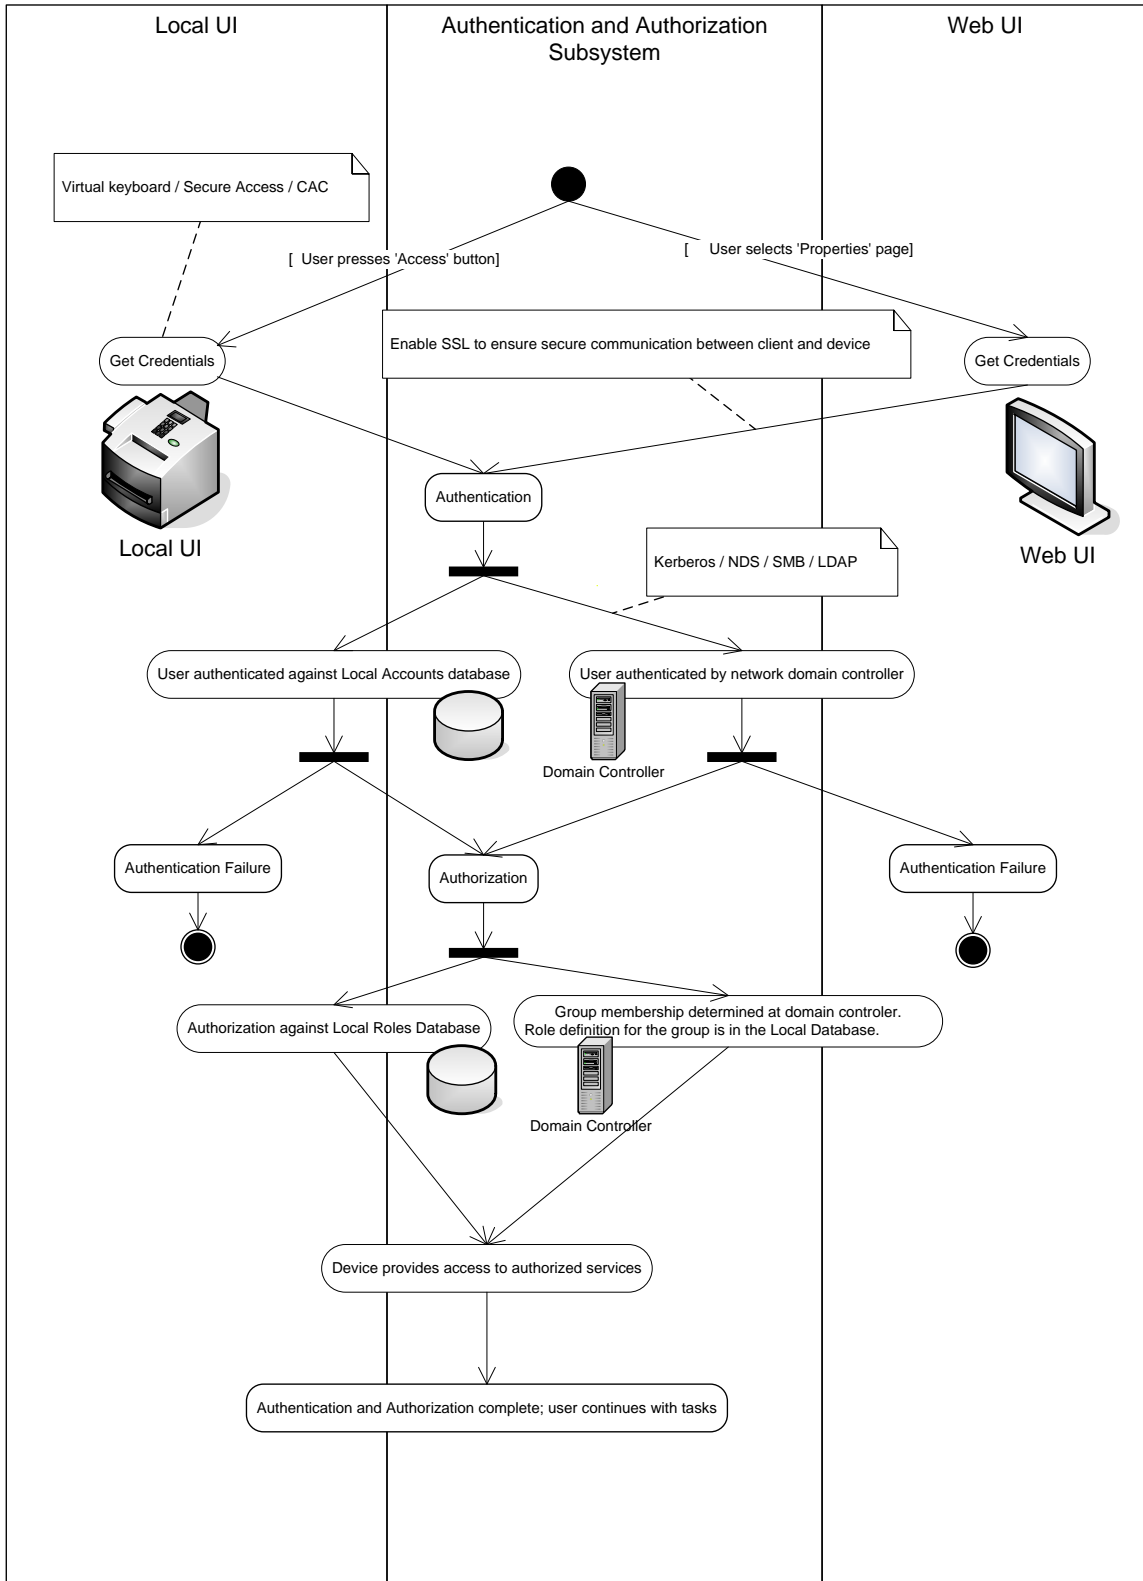 Local UI
Authentication and Authorization
Subsystem
Web UI
Virtual keyboard / Secure Access / CAC
[ User presses 'Access' button]
[ User selects 'Properties' page]
Enable SSL to ensure secure communication between client and device
Get Credentials
Get Credentials
Authentication
Local UI
Web UI
Kerberos / NDS / SMB / LDAP
User authenticated against Local Accounts database
User authenticated by network domain controller
Domain Controller
Authentication Failure
Authorization
Authentication Failure
Authorization against Local Roles Database
Group membership determined at domain controler.
Role definition for the group is in the Local Database.
Domain Controller
Device provides access to authorized services
Authentication and Authorization complete; user continues with tasks